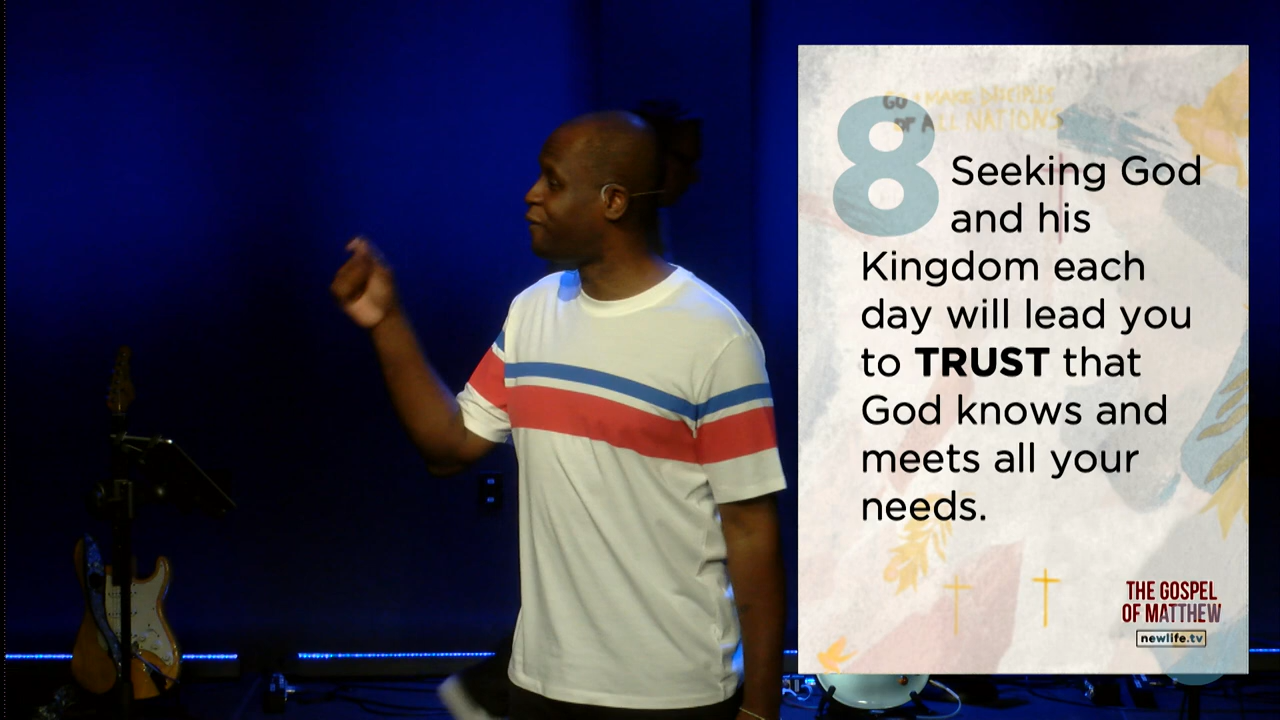 GO + MAKE DISCIPLES
OF ALL NATIONS
8
Seeking God
and his
Kingdom each
day will lead you
to TRUST that
God knows and
meets all your
needs.
THE GOSPEL
OF MATTHEW
newlife.tv